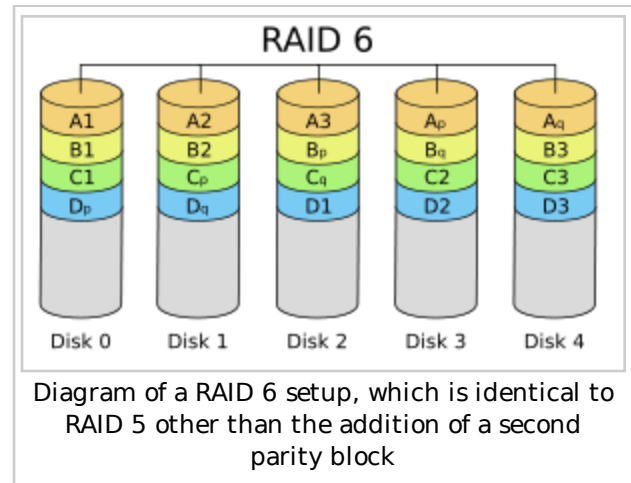 RAID 6
A1 A2 A3 Ap Aq
B1 B2 Bp Bq B3
C1 Cp Cq C2 C3
Dp Dq D1 D2 D3
Disk 0 Disk 1 Disk 2 Disk 3 Disk 4
Diagram of a RAID 6 setup, which is identical to
RAID 5 other than the addition of a second
parity block